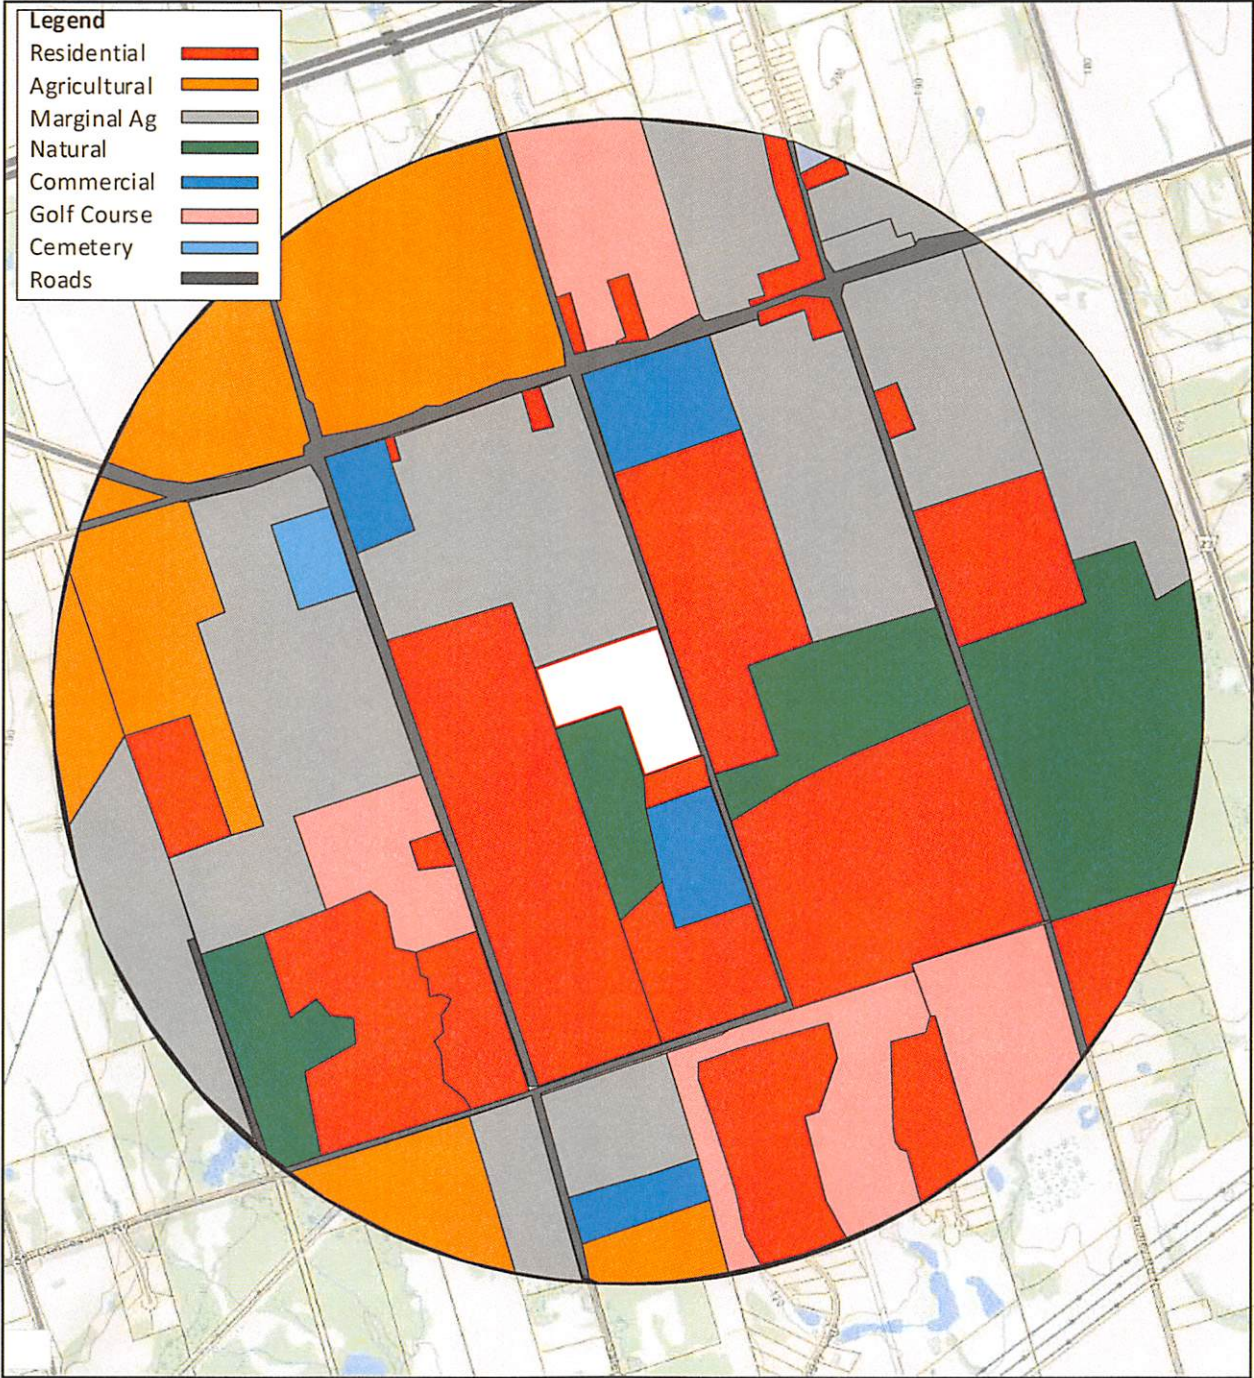 Legend
Residential
Agricultural
Marginal Ag
Natural
Commercial
Golf Course
Cemetery
Roads